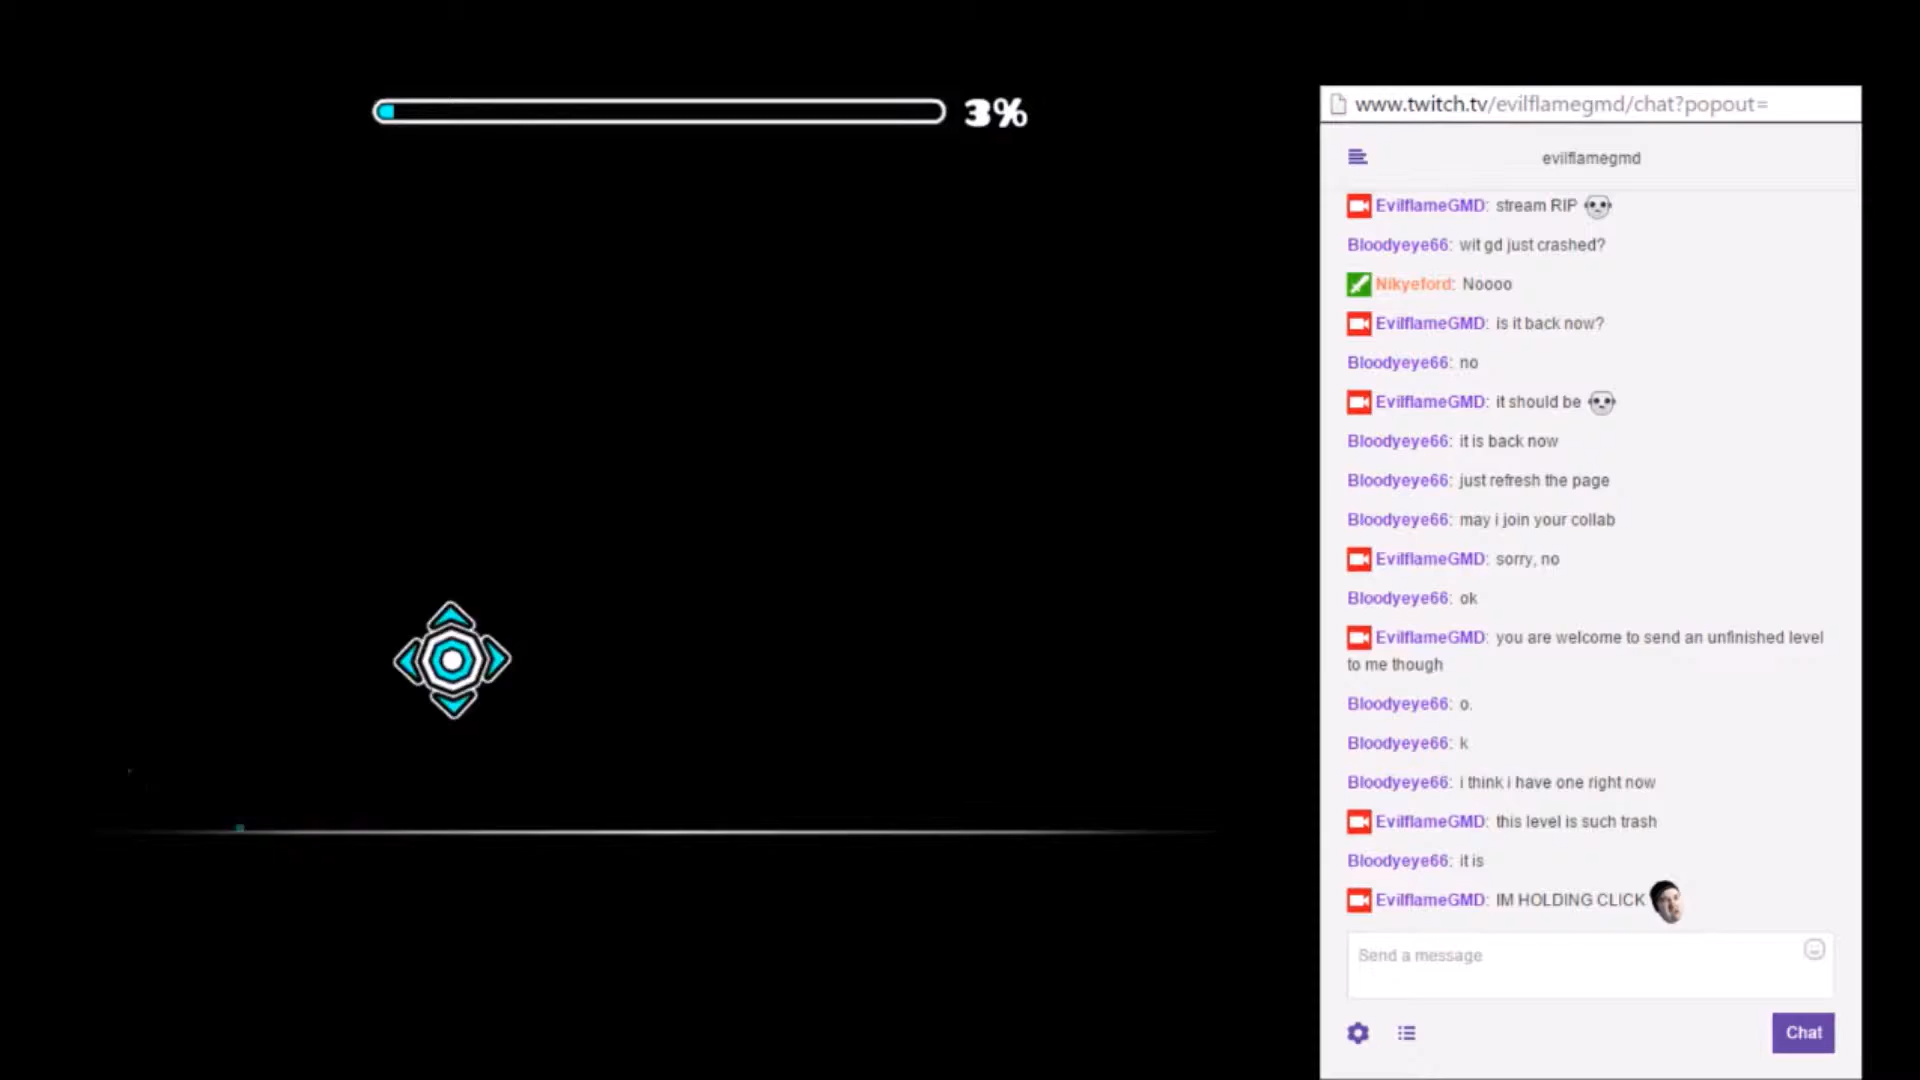 3%
www.twitch.tv/evilflamegmd/chat?popout=
evilflamegmd
EvilflameGMD: stream RIP
Bloodyeye66: wit gd just crashed?
Nikyeford: Noooo
EvilflameGMD: is it back now?
Bloodyeye66: no
EvilflameGMD: it should be
Bloodyeye66: it is back now
Bloodyeye66: just refresh the page
Bloodyeye66: may i join your collab
EvilflameGMD: sorry, no
Bloodyeye66: ok
EvilflameGMD: you are welcome to send an unfinished level
to me though
Bloodyeye66: o.
Bloodyeye66: k
Bloodyeye66: i think i have one right now
EvilflameGMD: this level is such trash
Bloodyeye66: it is
EvilflameGMD: IM HOLDING CLICK
Send a message
Chat